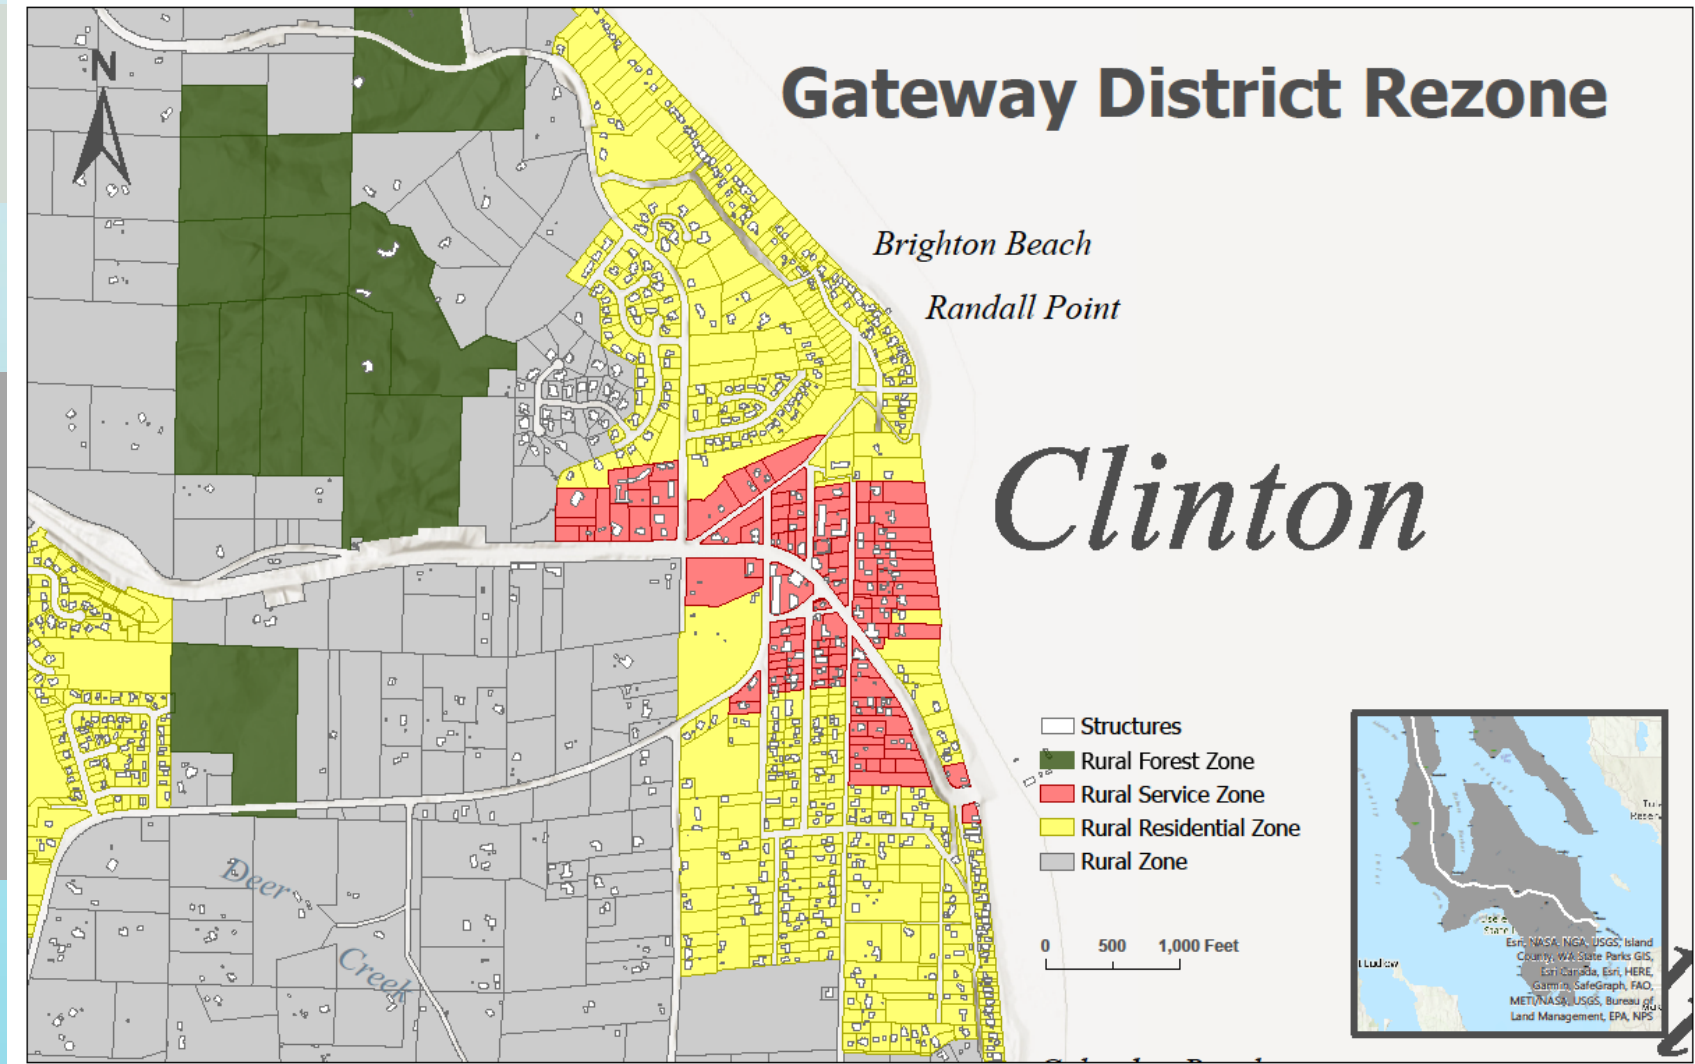 N
Gateway District Rezone
Brighton Beach
Randall Point
Clinton
Structures
Rural Forest Zone
Rural Service Zone
Rural Residential Zone
Rural Zone
Deer
Creek
0 500 1,000 Feet
t Ludlow
Esri, NASA, NGA, USGS, Island
County, WA State Parks GIS,
Esri Canada, Esri, HERE,
Garmin, SafeGraph, FAO,
METI/NASA, USGS, Bureau of
Land Management, EPA, NPS